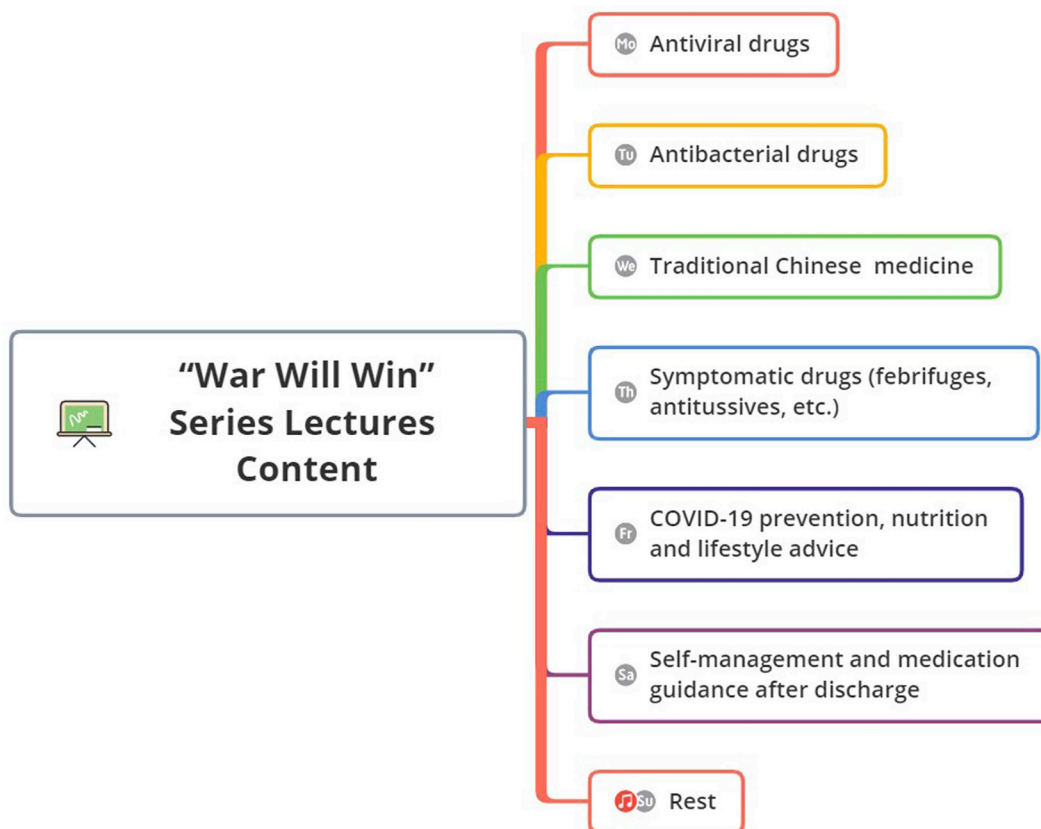 “War Will Win”
Series Lectures
Content
Mo Antiviral drugs
Tu Antibacterial drugs
We Traditional Chinese medicine
Th Symptomatic drugs (febrifuges,
antitussives, etc.)
Fr COVID-19 prevention, nutrition
and lifestyle advice
Sa Self-management and medication
guidance after discharge
Su Rest